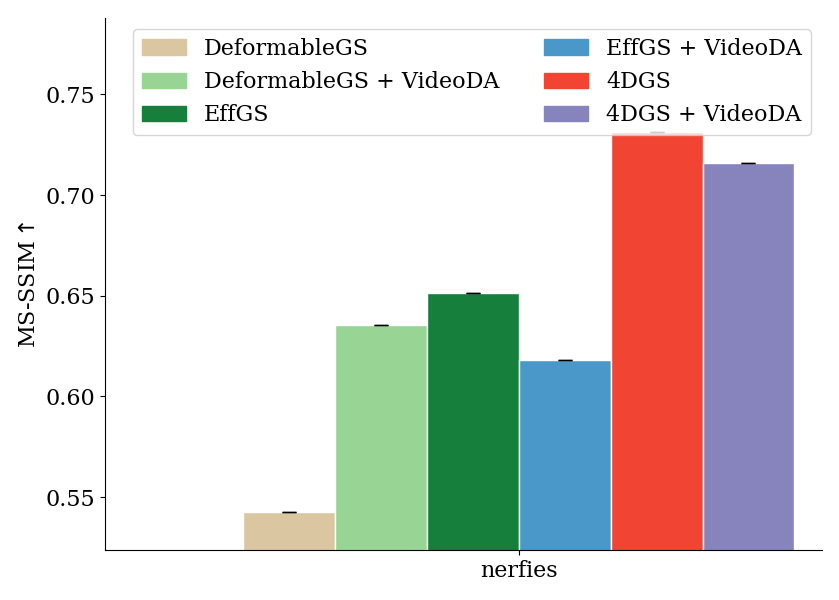 DeformableGS
DeformableGS + VideoDA
EffGS
EffGS + VideoDA
4DGS
4DGS + VideoDA
0.75
0.70
0.65
0.60
0.55
MS-SSIM ↑
nerfies